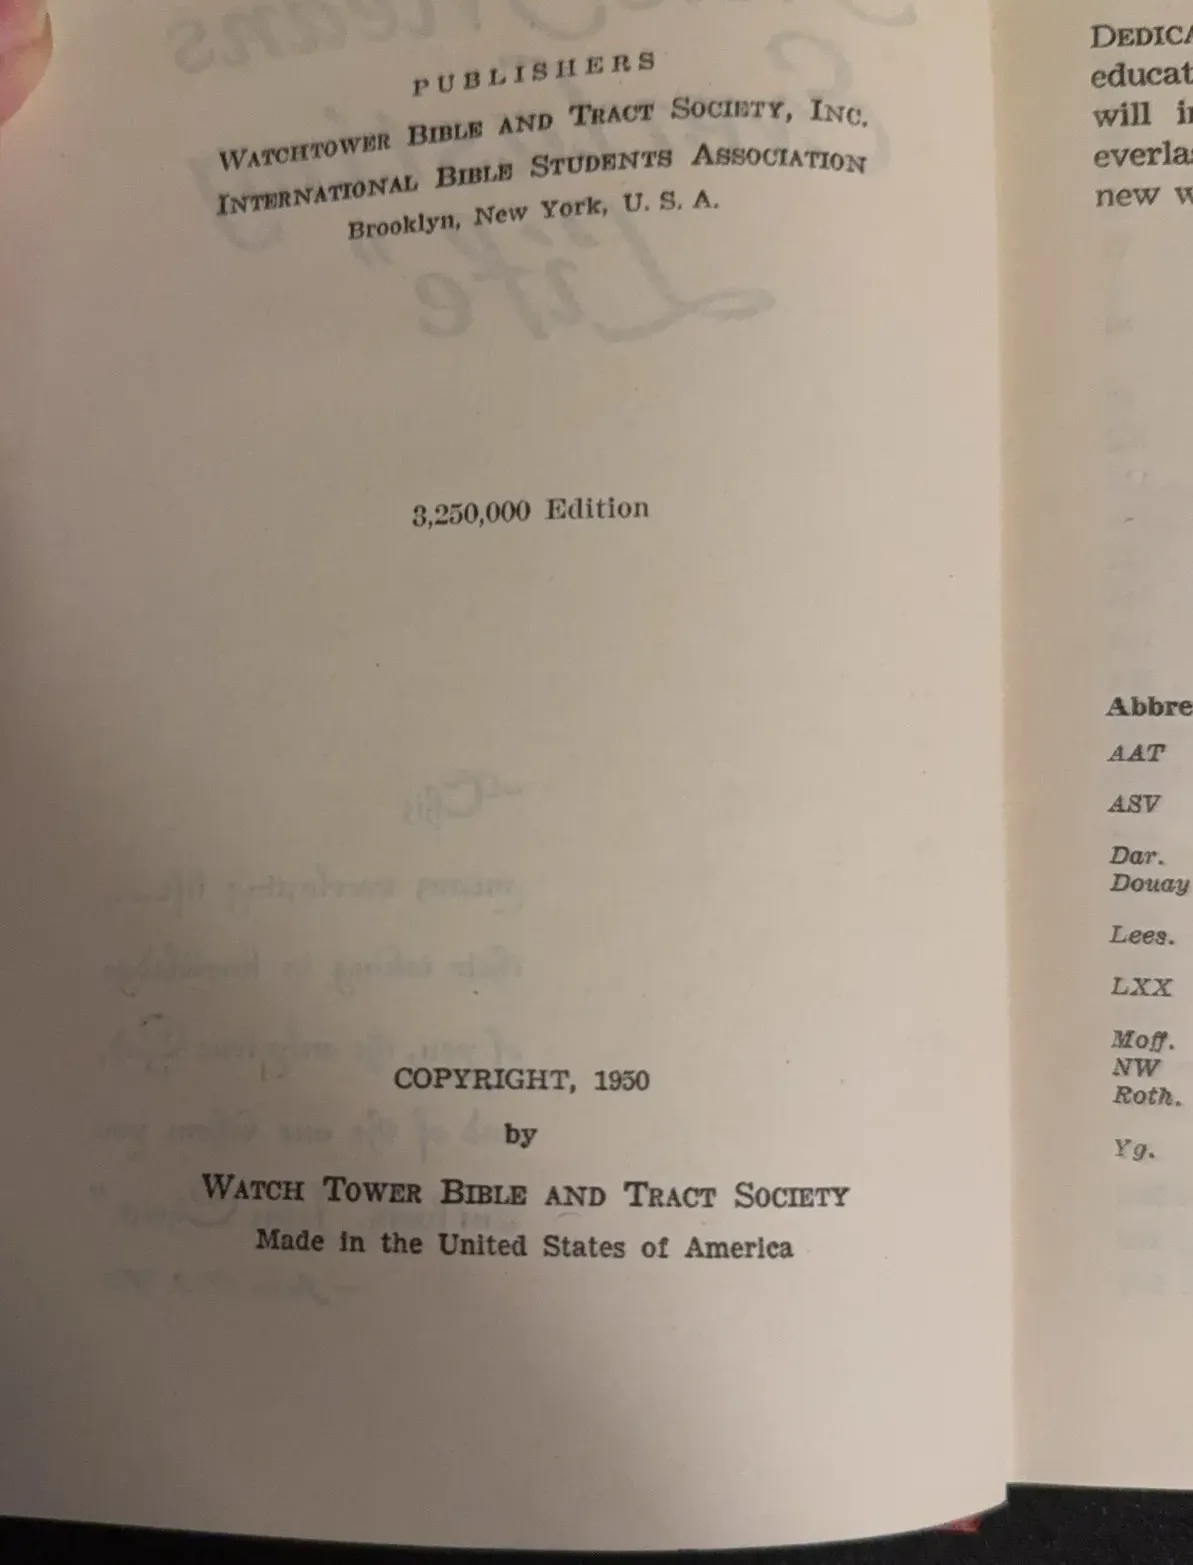 PUBLISHERS
WATCHTOWER BIBLE AND TRACT SOCIETY, INC.
INTERNATIONAL BIBLE STUDENTS ASSOCIATION
Brooklyn, New York, U. S. A.
3,250,000 Edition
COPYRIGHT, 1950
by
WATCH TOWER BIBLE AND TRACT SOCIETY
Made in the United States of America
DEDICA
educat
will
everla
new
Abbre
AAT
ASV
Dar.
Douay
Lees.
LXX
Moff.
NW
Roth.
Yg.